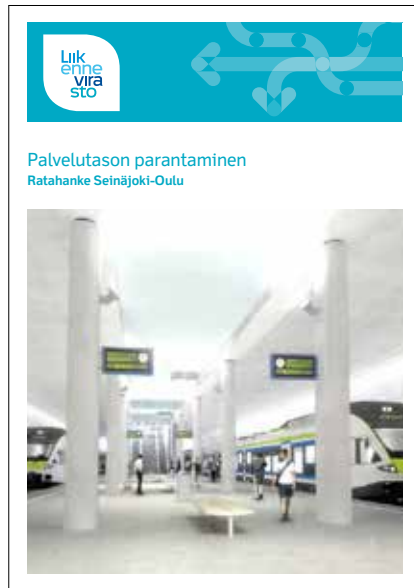 Liik
enne
vira
sto
Palvelutason parantaminen
Ratahanke Seinäjoki-Oulu